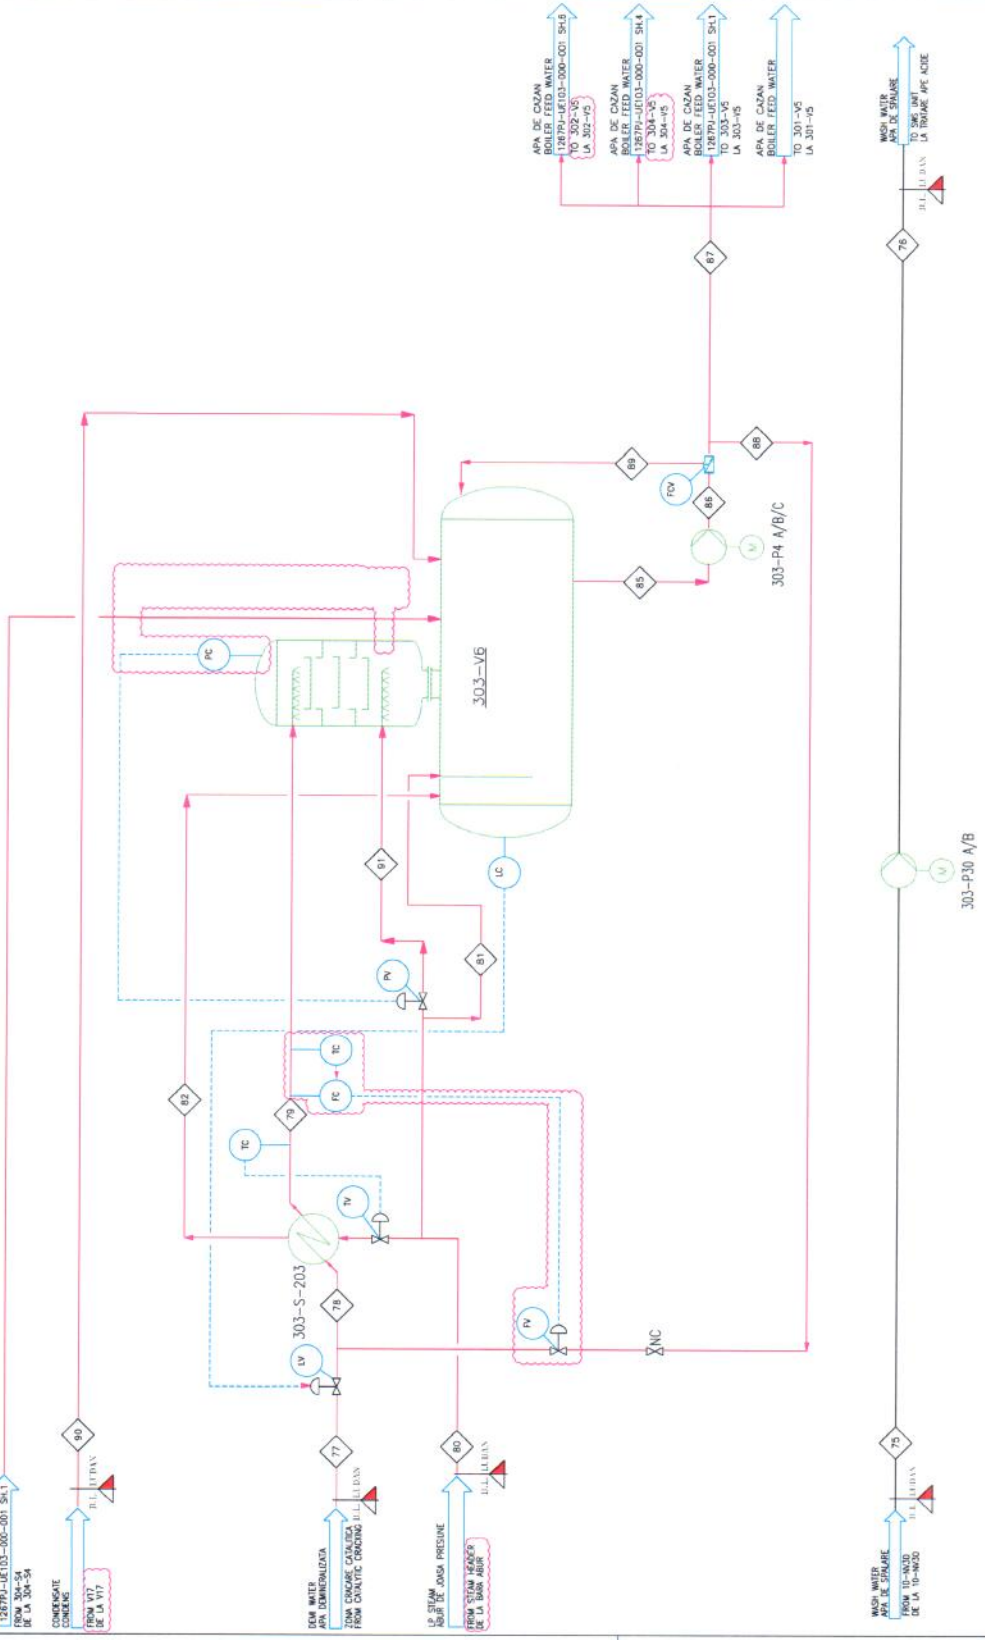 APA DE CAZAN
BOILER FEED WATER
1267PJ-UE103-000-001 SH.6
TO 302-V5
LA 302-V5
APA DE CAZAN
BOILER FEED WATER
1267PJ-UE103-000-001 SH.4
TO 304-V5
LA 304-V5
APA DE CAZAN
BOILER FEED WATER
1267PJ-UE103-000-001 SH.1
TO 303-V5
LA 303-V5
APA DE CAZAN
BOILER FEED WATER
TO 301-V5
LA 301-V5
WASH WATER
APA DE SPALARE
TO SWS UNIT
LA TRATARE APE ACIDE
B.L. LUDAN
76
87
88
89
FCV
86
85
M
303-P4 A/B/C
PC
303-V6
LC
91
81
PV
82
TC
FC
79
TC
TV
303-S-203
78
LV
FV
NC
77
80
90
B.L. LUDAN
B.L. LUDAN
B.L. LUDAN
1267PJ-UE103-000-001 SH.1
FROM 304-S4
DE LA 304-S4
CONDENSATE
CONDENS
FROM V17
DE LA V17
DEMI WATER
APA DEMINERALIZATA
ZONA CRACARE CATALITICA
FROM CATALYTIC CRACKING
LP STEAM
ABUR DE JOASA PRESIUNE
FROM STEAM HEADER
DE LA BARA ABUR
M
303-P30 A/B
75
B.L. LUDAN
WASH WATER
APA DE SPALARE
FROM 10-NV30
DE LA 10-NV30